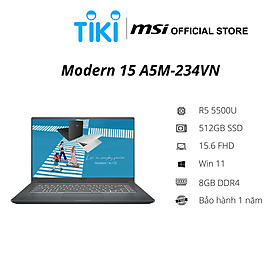 TIKI msi OFFICIAL STORE
Modern 15 A5M-234VN
R5 5500U
512GB SSD
15.6 FHD
Win 11
8GB DDR4
Bảo hành 1 năm